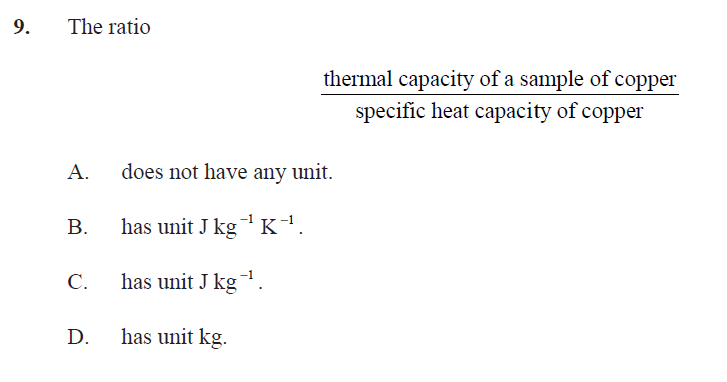 9. The ratio
thermal capacity of a sample of copper
specific heat capacity of copper
A. does not have any unit.
B. has unit J kg⁻¹ K⁻¹.
C. has unit J kg⁻¹.
D. has unit kg.